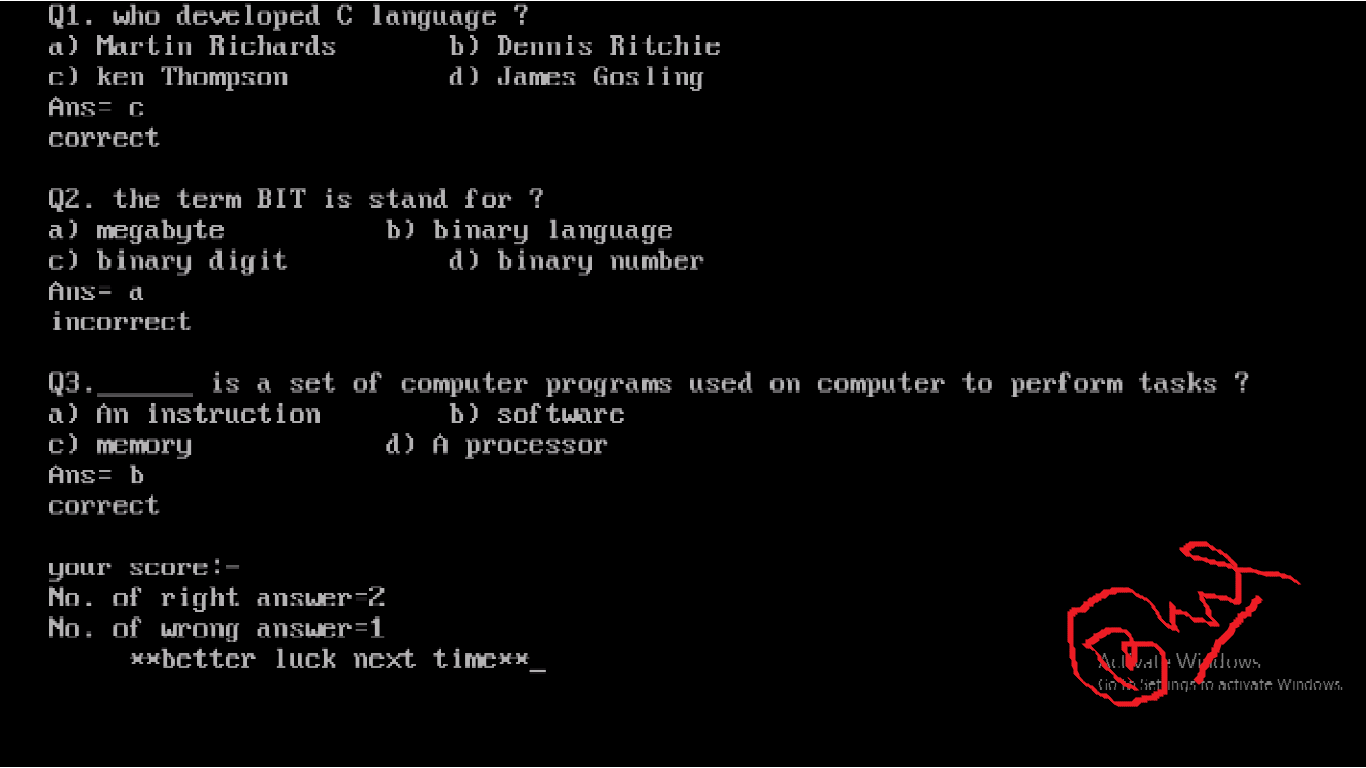 Q1. who developed C language ?
a) Martin Richards b) Dennis Ritchie
c) ken Thompson d) James Gosling
Ans= c
correct
Q2. the term BIT is stand for ?
a) megabyte b) binary language
c) binary digit d) binary number
Ans= a
incorrect
Q3.______ is a set of computer programs used on computer to perform tasks ?
a) An instruction b) software
c) memory d) A processor
Ans= b
correct
your score:-
No. of right answer=2
No. of wrong answer=1
**better luck next time**_
Activate Windows
Go to Settings to activate Windows.